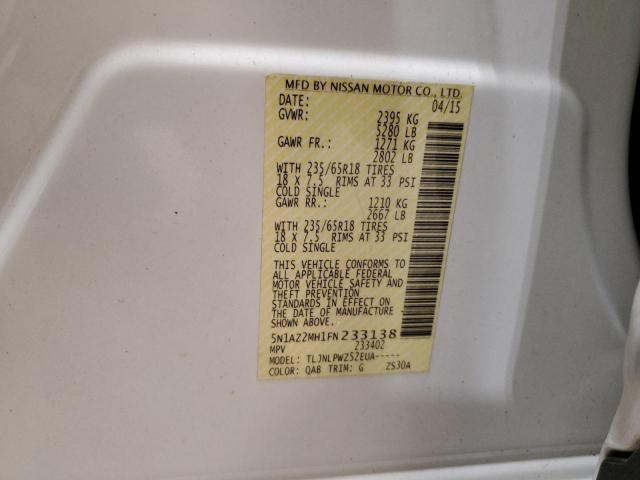 MFD BY NISSAN MOTOR CO., LTD.
DATE: 04/15
GVWR: 2395 KG
5280 LB
GAWR FR.: 1271 KG
2802 LB
WITH 235/65R18 TIRES
18 X 7.5 RIMS AT 33 PSI
COLD SINGLE
GAWR RR.: 1210 KG
2667 LB
WITH 235/65R18 TIRES
18 X 7.5 RIMS AT 33 PSI
COLD SINGLE
THIS VEHICLE CONFORMS TO
ALL APPLICABLE FEDERAL
MOTOR VEHICLE SAFETY AND
THEFT PREVENTION
STANDARDS IN EFFECT ON
THE DATE OF MANUFACTURE
SHOWN ABOVE.
5N1AZ2MH1FN233138
MPV 233402
MODEL: TLJNLPWZ52EUA-----
COLOR: QAB TRIM: G Z530A